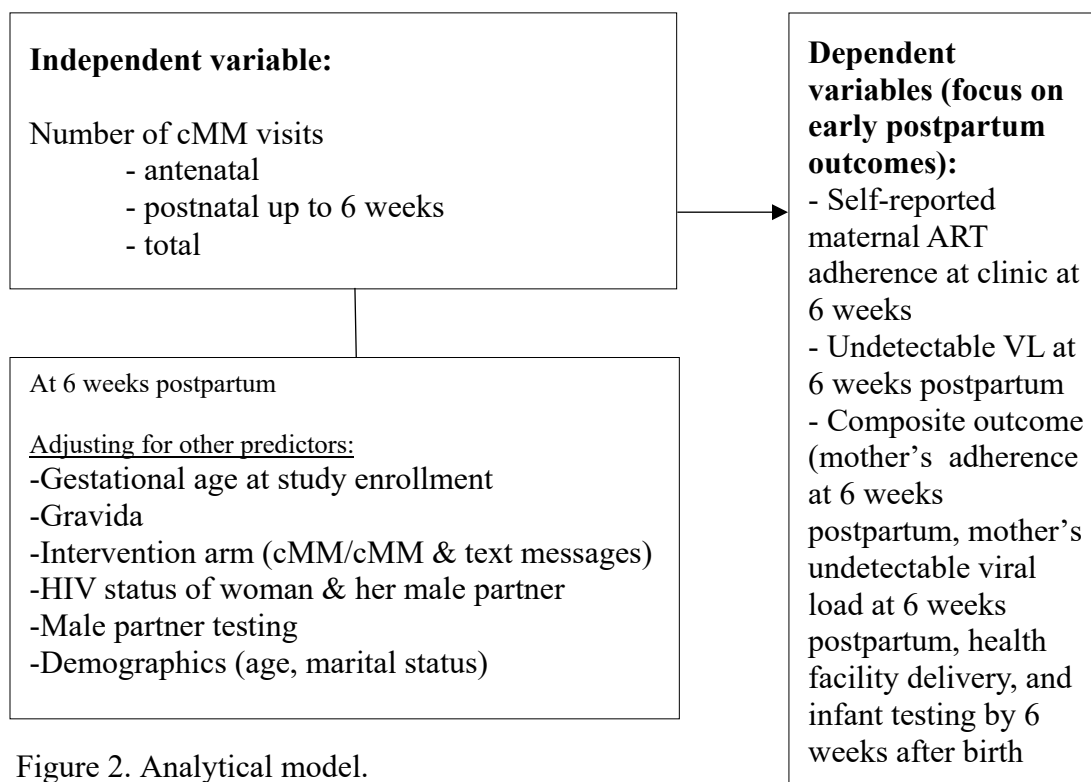 Independent variable:
Number of cMM visits
- antenatal
- postnatal up to 6 weeks
- total
At 6 weeks postpartum
Adjusting for other predictors:
-Gestational age at study enrollment
-Gravida
-Intervention arm (cMM/cMM & text messages)
-HIV status of woman & her male partner
-Male partner testing
-Demographics (age, marital status)
Dependent
variables (focus on
early postpartum
outcomes):
- Self-reported
maternal ART
adherence at clinic at
6 weeks
- Undetectable VL at
6 weeks postpartum
- Composite outcome
(mother’s adherence
at 6 weeks
postpartum, mother’s
undetectable viral
load at 6 weeks
postpartum, health
facility delivery, and
infant testing by 6
weeks after birth
Figure 2. Analytical model.